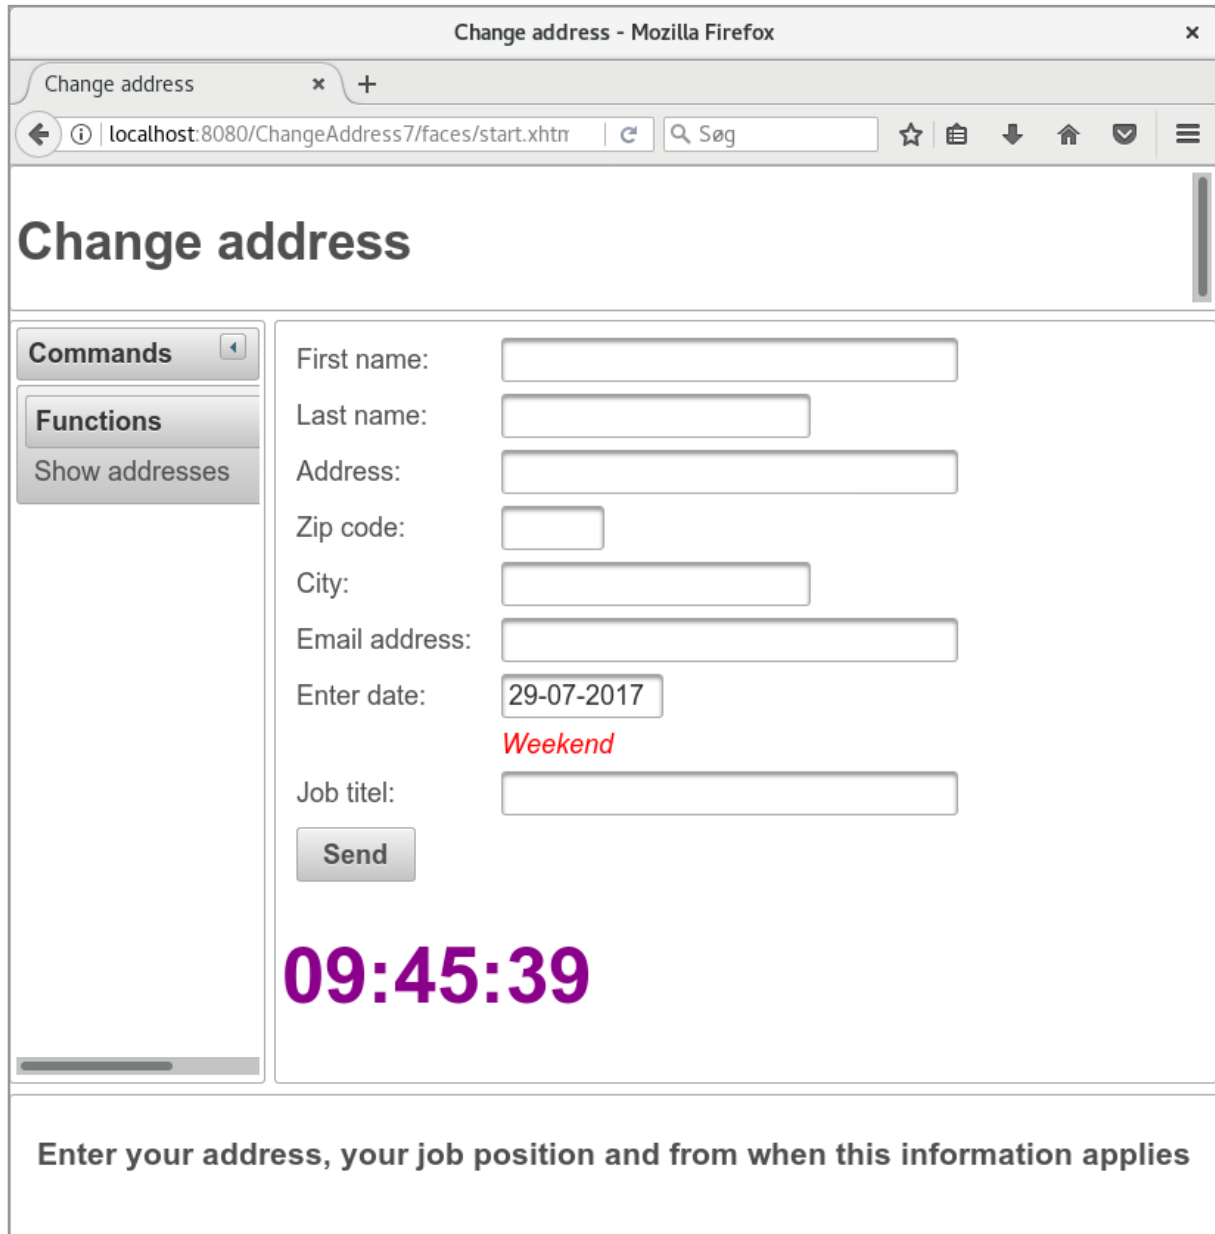 Change address - Mozilla Firefox
Change address
localhost:8080/ChangeAddress7/faces/start.xhtm
Søg
Change address
Commands
Functions
Show addresses
First name:
Last name:
Address:
Zip code:
City:
Email address:
Enter date: 29-07-2017
Weekend
Job titel:
Send
09:45:39
Enter your address, your job position and from when this information applies